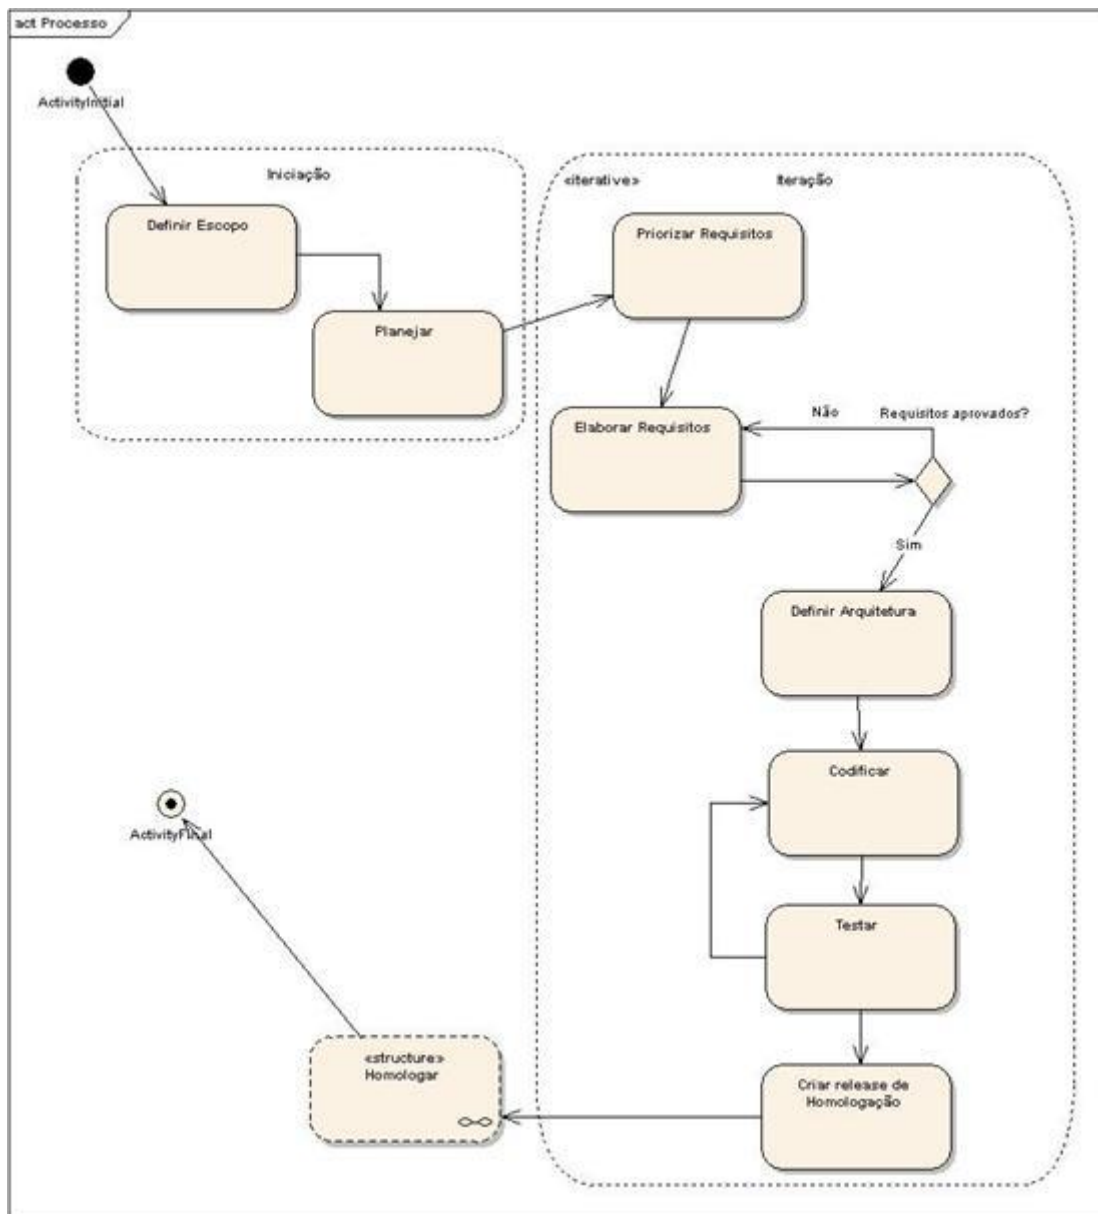 act Processo
ActivityInitial
Iniciação
Definir Escopo
Planejar
«iterative» Iteração
Priorizar Requisitos
Elaborar Requisitos
Não
Requisitos aprovados?
Sim
Definir Arquitetura
Codificar
Testar
Criar release de
Homologação
«structure»
Homologar
ActivityFinal